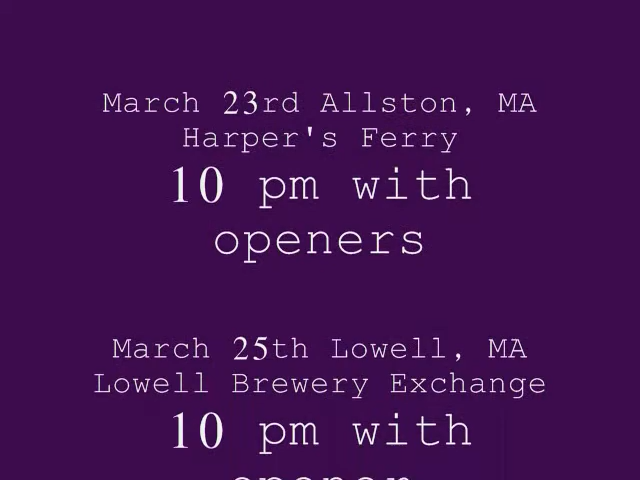 March 23rd Allston, MA
Harper's Ferry
10 pm with
openers
March 25th Lowell, MA
Lowell Brewery Exchange
10 pm with
opener